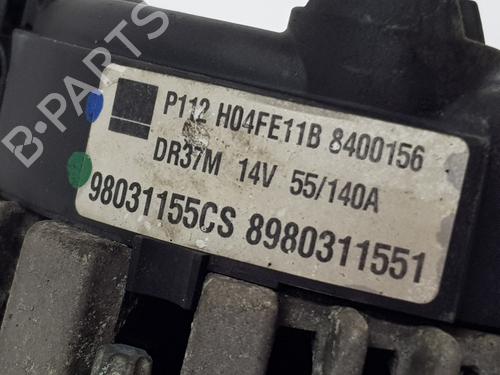 B-PARTS
P112 H04FE11B 8400156
DR37M 14V 55/140A
98031155CS 8980311551